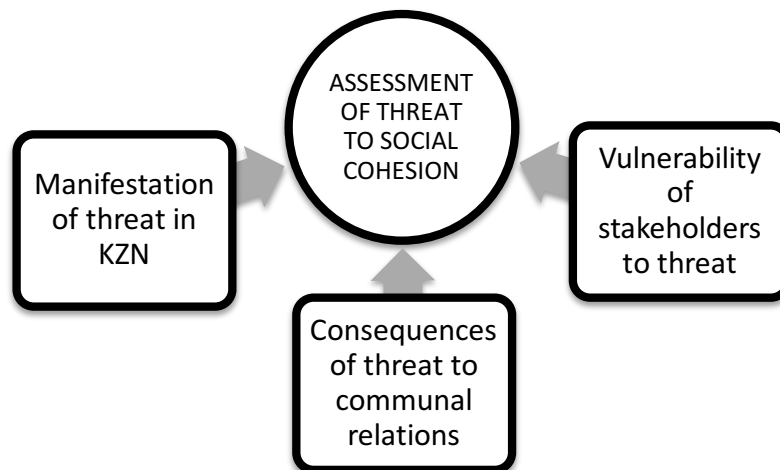 ASSESSMENT
OF THREAT
TO SOCIAL
COHESION
Manifestation
of threat in
KZN
Vulnerability
of
stakeholders
to threat
Consequences
of threat to
communal
relations